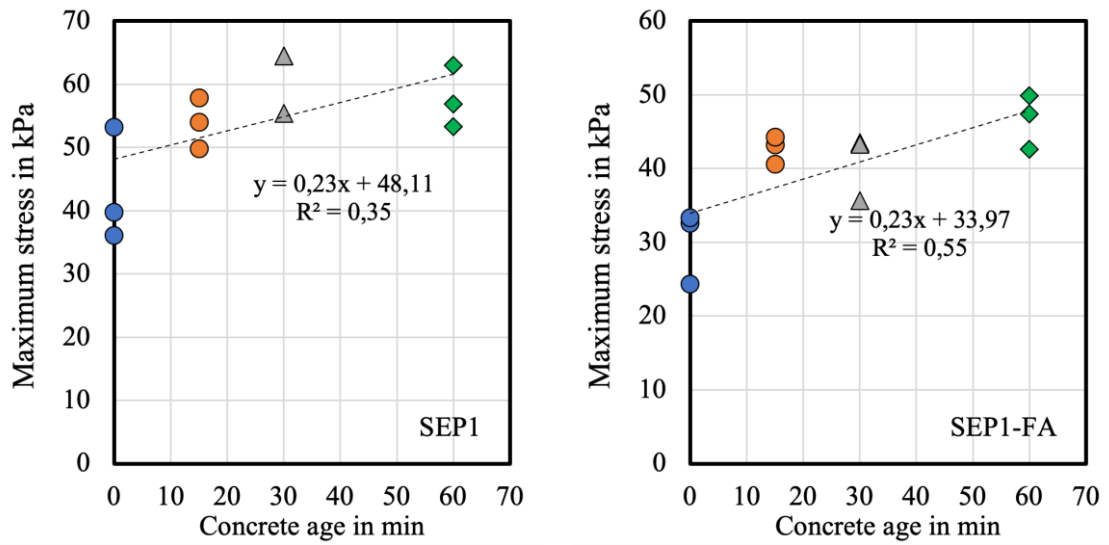 70
60
50
40
30
20
10
0
Maximum stress in kPa
y = 0,23x + 48,11
R² = 0,35
SEP1
0 10 20 30 40 50 60 70
Concrete age in min
60
50
40
30
20
10
0
Maximum stress in kPa
y = 0,23x + 33,97
R² = 0,55
SEP1-FA
0 10 20 30 40 50 60 70
Concrete age in min